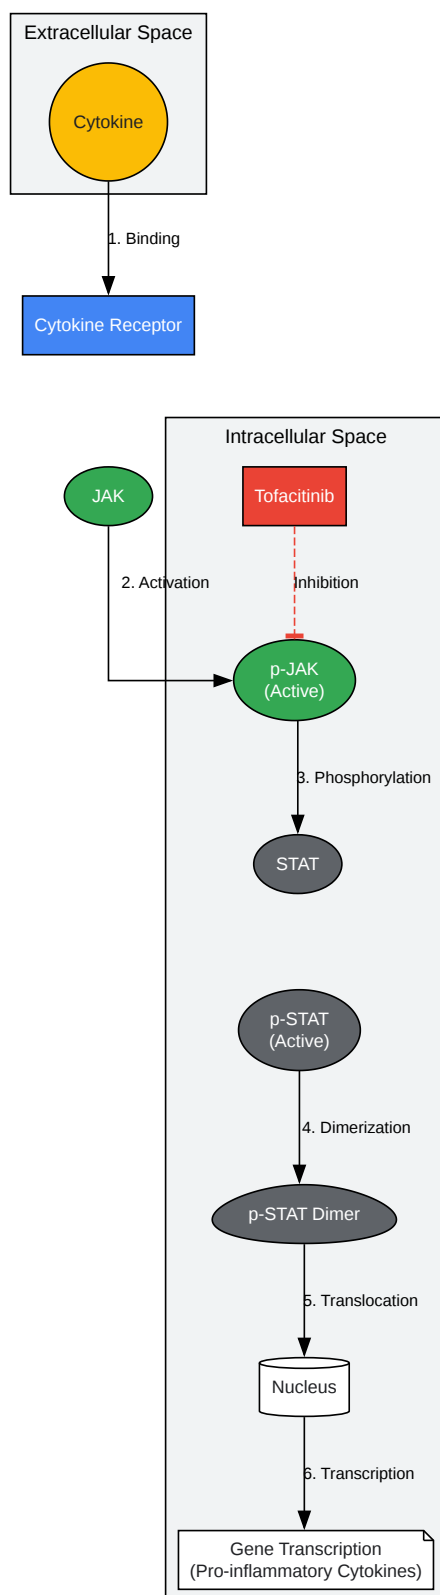 Extracellular Space
Cytokine
1. Binding
Cytokine Receptor
Intracellular Space
JAK
Tofacitinib
2. Activation
Inhibition
p-JAK
(Active)
3. Phosphorylation
STAT
p-STAT
(Active)
4. Dimerization
p-STAT Dimer
5. Translocation
Nucleus
6. Transcription
Gene Transcription
(Pro-inflammatory Cytokines)